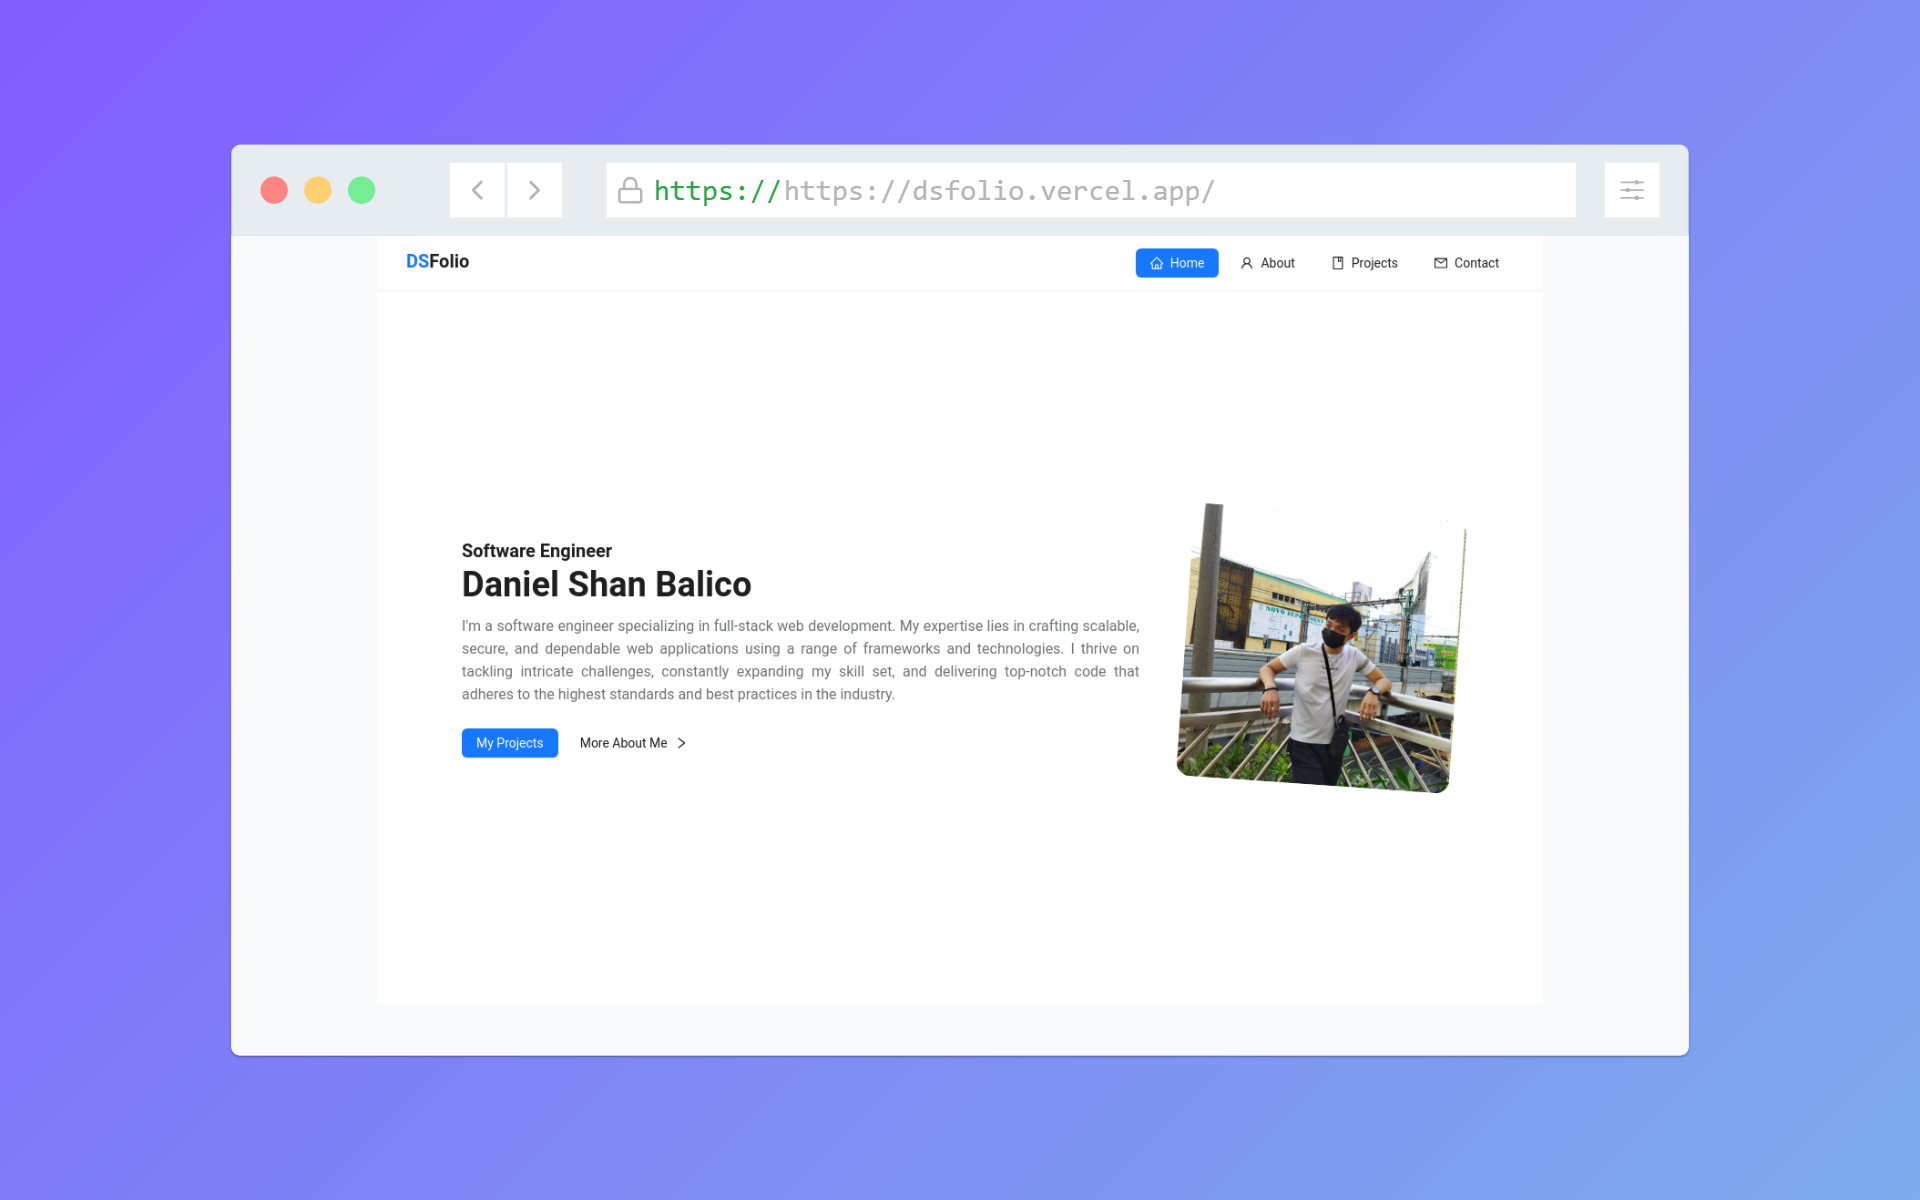 https://https://dsfolio.vercel.app/
DSFolio
Home About Projects Contact
Software Engineer
Daniel Shan Balico
I'm a software engineer specializing in full-stack web development. My expertise lies in crafting scalable,
secure, and dependable web applications using a range of frameworks and technologies. I thrive on
tackling intricate challenges, constantly expanding my skill set, and delivering top-notch code that
adheres to the highest standards and best practices in the industry.
My Projects More About Me